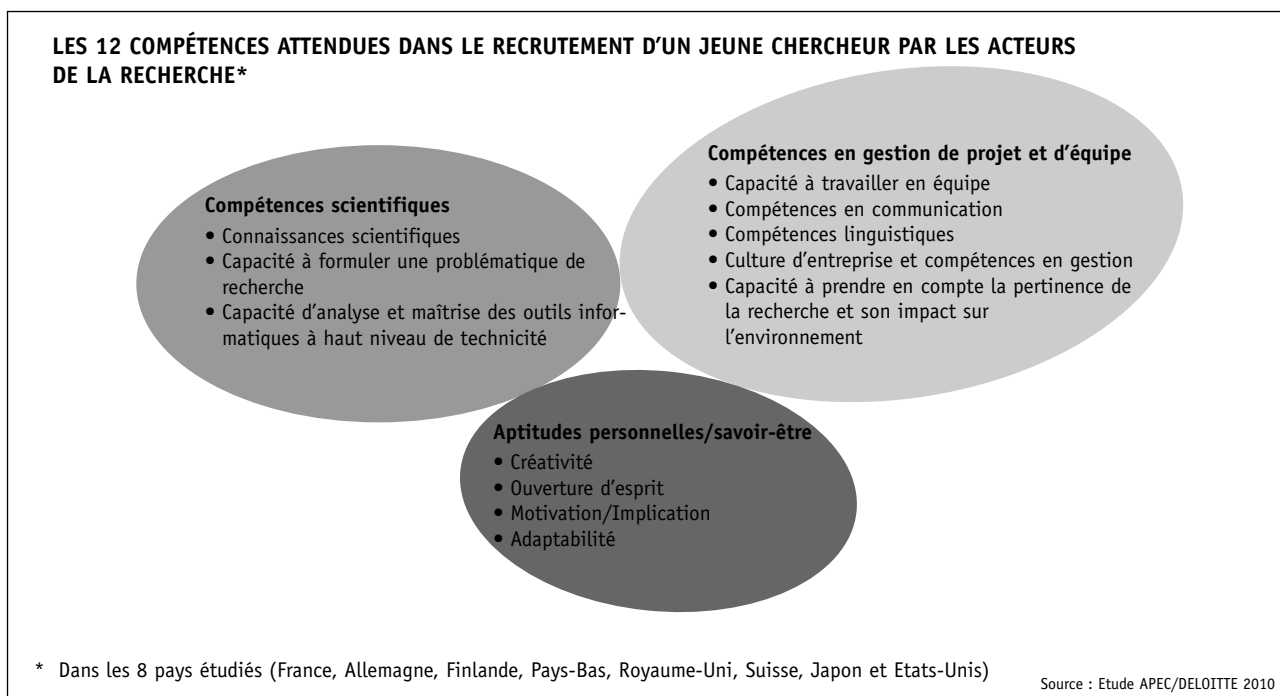 LES 12 COMPÉTENCES ATTENDUES DANS LE RECRUTEMENT D'UN JEUNE CHERCHEUR PAR LES ACTEURS
DE LA RECHERCHE*
Compétences scientifiques
• Connaissances scientifiques
• Capacité à formuler une problématique de
recherche
• Capacité d'analyse et maîtrise des outils infor-
matiques à haut niveau de technicité
Compétences en gestion de projet et d'équipe
• Capacité à travailler en équipe
• Compétences en communication
• Compétences linguistiques
• Culture d'entreprise et compétences en gestion
• Capacité à prendre en compte la pertinence de
la recherche et son impact sur
l'environnement
Aptitudes personnelles/savoir-être
• Créativité
• Ouverture d'esprit
• Motivation/Implication
• Adaptabilité
* Dans les 8 pays étudiés (France, Allemagne, Finlande, Pays-Bas, Royaume-Uni, Suisse, Japon et Etats-Unis)
Source : Etude APEC/DELOITTE 2010